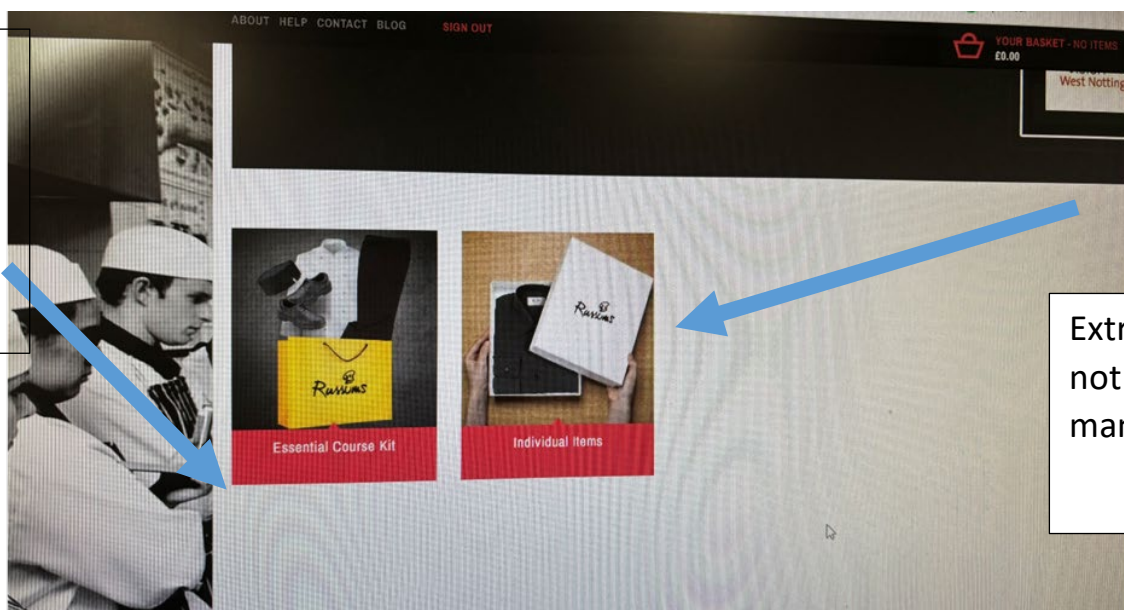 ABOUT HELP CONTACT BLOG SIGN OUT
YOUR BASKET - NO ITEMS
£0.00
West Notting
Russums
Russums
Essential Course Kit
Individual Items
Extr
not
man